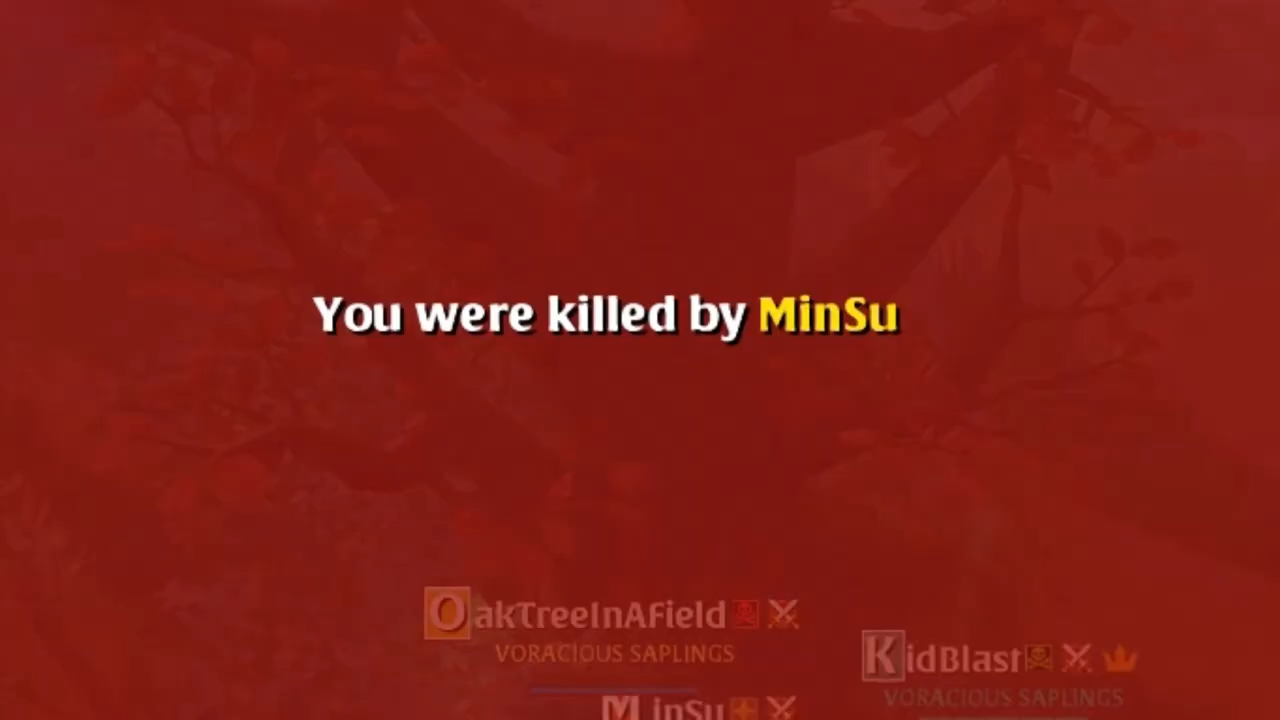 You were killed by MinSu
OakTreeInAField
VORACIOUS SAPLINGS
KidBlast
VORACIOUS SAPLINGS
MinSu